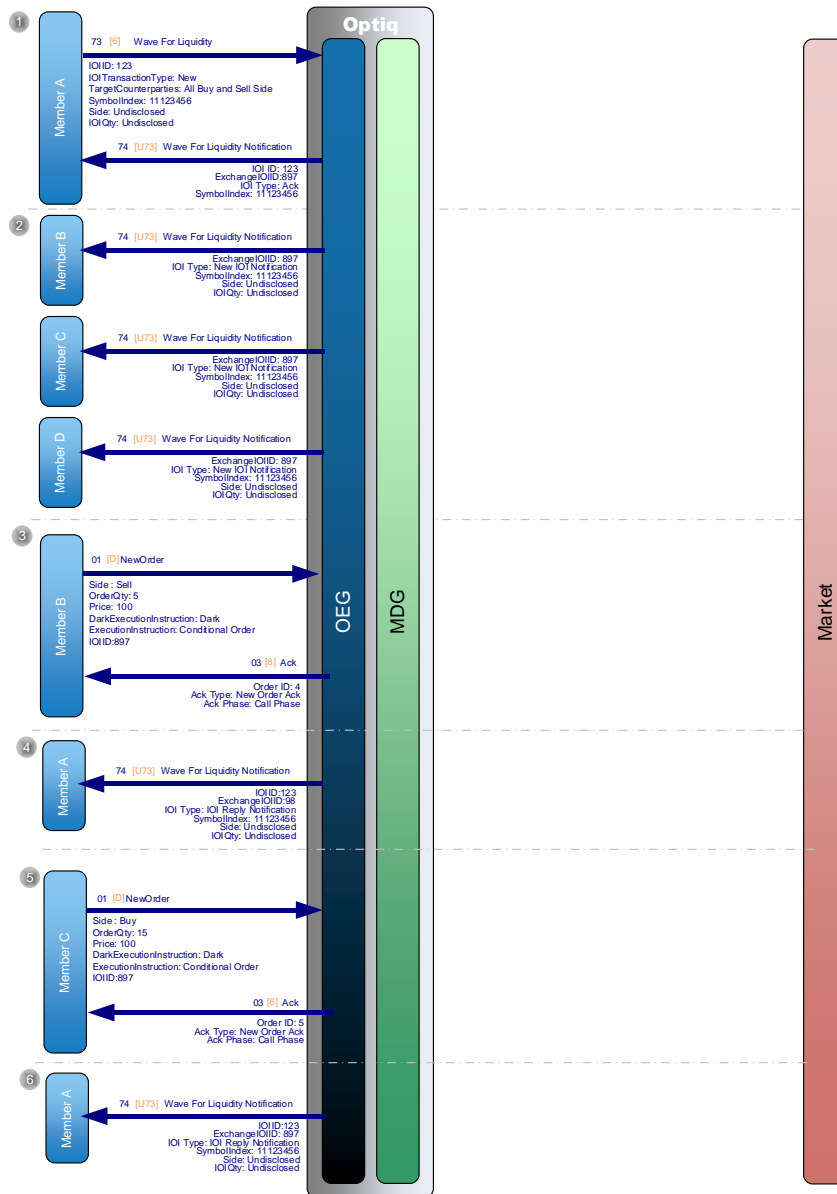 Optiq
1
Member A
73 [6] Wave For Liquidity
IOIID: 123
IOITransactionType: New
TargetCounterparties: All Buy and Sell Side
SymbolIndex: 11123456
Side: Undisclosed
IOIQty: Undisclosed
74 [U73] Wave For Liquidity Notification
IOI ID: 123
ExchangeIOIID:897
IOI Type: Ack
SymbolIndex: 11123456
2
Member B
74 [U73] Wave For Liquidity Notification
ExchangeIOIID: 897
IOI Type: New IOI Notification
SymbolIndex: 11123456
Side: Undisclosed
IOIQty: Undisclosed
Member C
74 [U73] Wave For Liquidity Notification
ExchangeIOIID: 897
IOI Type: New IOI Notification
SymbolIndex: 11123456
Side: Undisclosed
IOIQty: Undisclosed
Member D
74 [U73] Wave For Liquidity Notification
ExchangeIOIID: 897
IOI Type: New IOI Notification
SymbolIndex: 11123456
Side: Undisclosed
IOIQty: Undisclosed
3
Member B
01 [D] NewOrder
Side : Sell
OrderQty: 5
Price: 100
DarkExecutionInstruction: Dark
ExecutionInstruction: Conditional Order
IOIID:897
03 [8] Ack
Order ID: 4
Ack Type: New Order Ack
Ack Phase: Call Phase
OEG
MDG
Market
4
Member A
74 [U73] Wave For Liquidity Notification
IOIID:123
ExchangeIOIID:98
IOI Type: IOI Reply Notification
SymbolIndex: 11123456
Side: Undisclosed
IOIQty: Undisclosed
5
Member C
01 [D] NewOrder
Side : Buy
OrderQty: 15
Price: 100
DarkExecutionInstruction: Dark
ExecutionInstruction: Conditional Order
IOIID:897
03 [8] Ack
Order ID: 5
Ack Type: New Order Ack
Ack Phase: Call Phase
6
Member A
74 [U73] Wave For Liquidity Notification
IOIID:123
ExchangeIOIID: 897
IOI Type: IOI Reply Notification
SymbolIndex: 11123456
Side: Undisclosed
IOIQty: Undisclosed